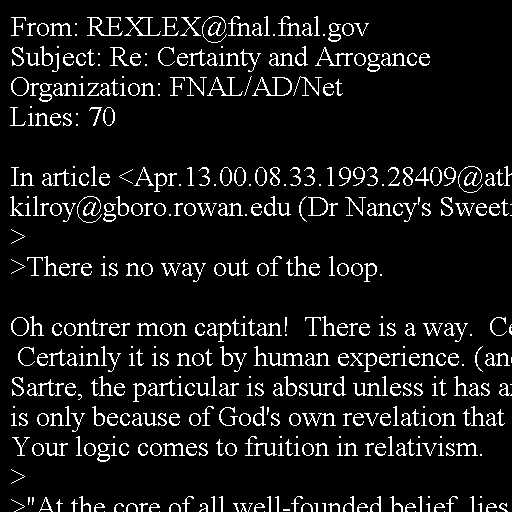 From: REXLEX@fnal.fnal.gov
Subject: Re: Certainty and Arrogance
Organization: FNAL/AD/Net
Lines: 70

In article <Apr.13.00.08.33.1993.28409@ath
kilroy@gboro.rowan.edu (Dr Nancy's Sweet
>
>There is no way out of the loop.

Oh contrer mon captitan!  There is a way.  Ce
 Certainly it is not by human experience. (an
Sartre, the particular is absurd unless it has a
is only because of God's own revelation that
Your logic comes to fruition in relativism.
>
>"At the core of all well-founded belief, lies